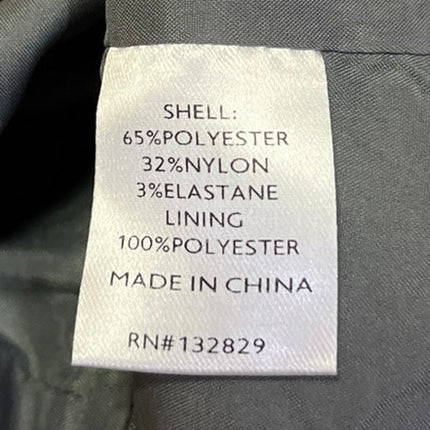 SHELL:
65%POLYESTER
32%NYLON
3%ELASTANE
LINING
100%POLYESTER
MADE IN CHINA
RN#132829